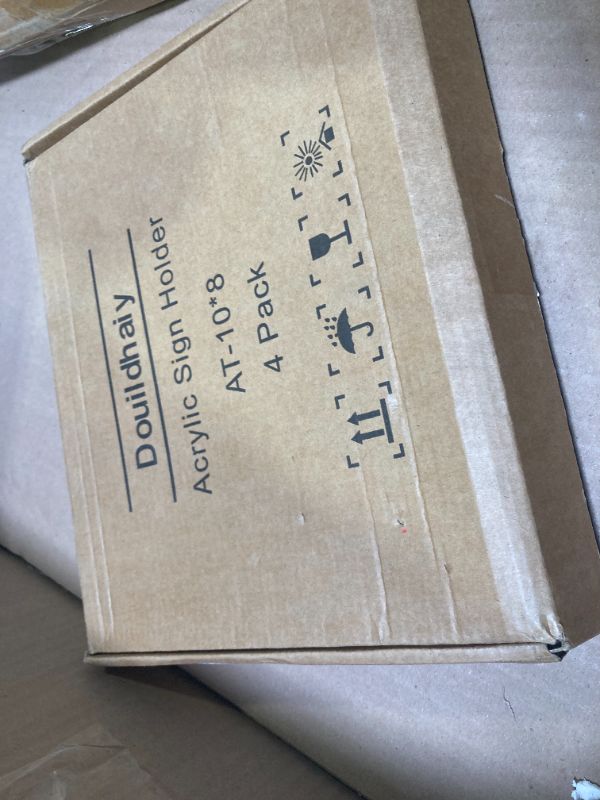 Douildhaiy
Acrylic Sign Holder
AT-10*8
4 Pack